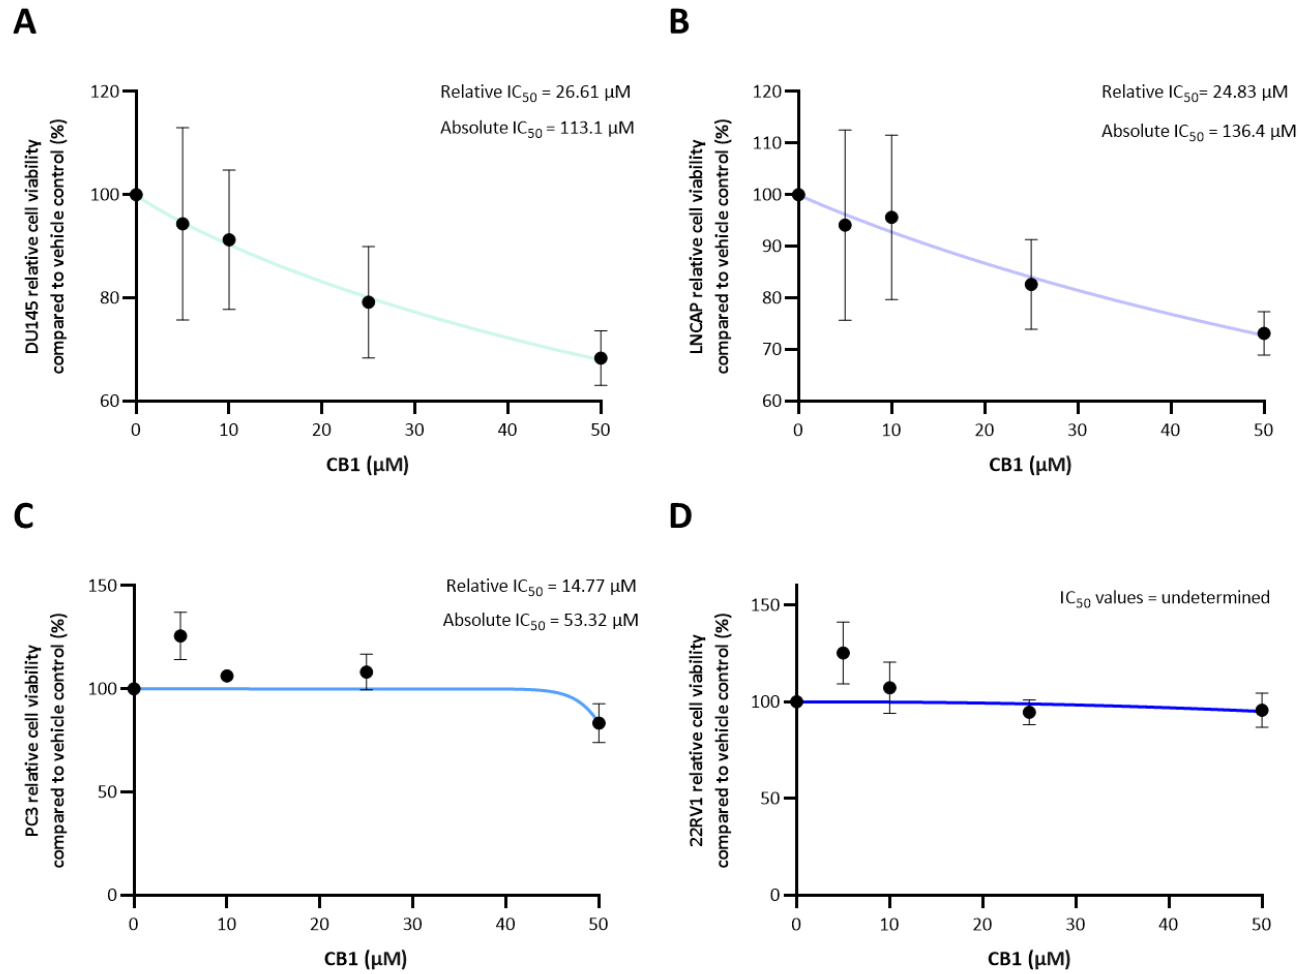 A
Relative IC50 = 26.61 µM
Absolute IC50 = 113.1 µM
DU145 relative cell viability
compared to vehicle control (%)
120
100
80
60
0 10 20 30 40 50
CB1 (µM)
B
Relative IC50= 24.83 µM
Absolute IC50 = 136.4 µM
LNCAP relative cell viability
compared to vehicle control (%)
120
110
100
90
80
70
60
0 10 20 30 40 50
CB1 (µM)
C
Relative IC50 = 14.77 µM
Absolute IC50 = 53.32 µM
PC3 relative cell viability
compared to vehicle control (%)
150
100
50
0
0 10 20 30 40 50
CB1 (µM)
D
IC50 values = undetermined
22RV1 relative cell viability
compared to vehicle control (%)
150
100
50
0
0 10 20 30 40 50
CB1 (µM)